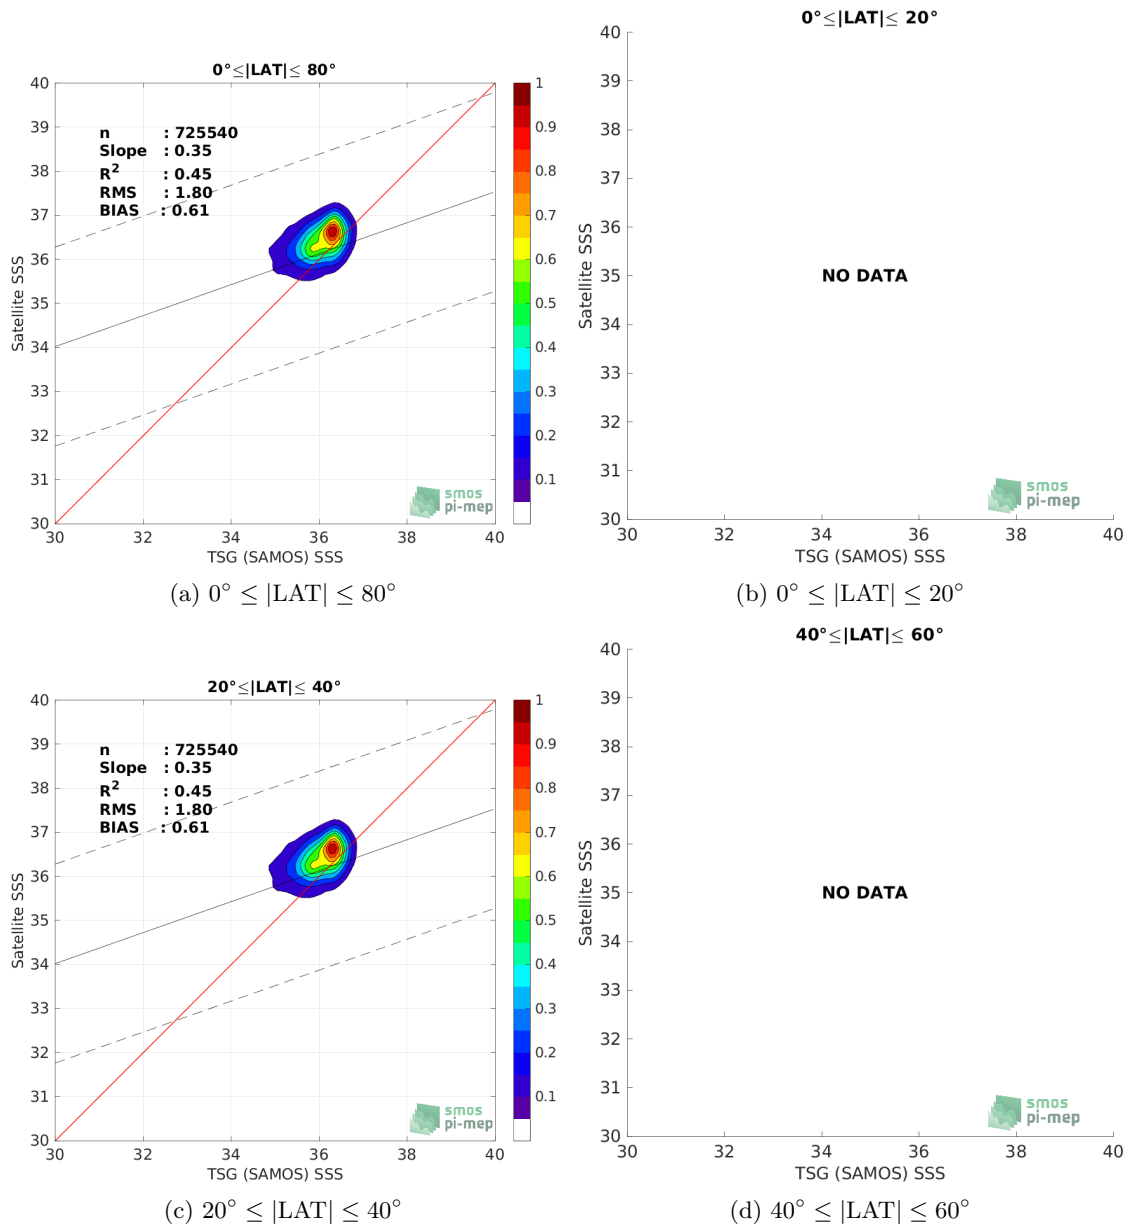 0°≤|LAT|≤ 80°
40
39
38
37
36
35
34
33
32
31
30
n : 725540
Slope : 0.35
R² : 0.45
RMS : 1.80
BIAS : 0.61
Satellite SSS
30 32 34 36 38 40
TSG (SAMOS) SSS
1
0.9
0.8
0.7
0.6
0.5
0.4
0.3
0.2
0.1
smos
pi-mep
(a) 0° ≤ |LAT| ≤ 80°
0°≤|LAT|≤ 20°
40
39
38
37
36
35
34
33
32
31
30
Satellite SSS
NO DATA
smos
pi-mep
30 32 34 36 38 40
TSG (SAMOS) SSS
(b) 0° ≤ |LAT| ≤ 20°
20°≤|LAT|≤ 40°
40
39
38
37
36
35
34
33
32
31
30
n : 725540
Slope : 0.35
R² : 0.45
RMS : 1.80
BIAS : 0.61
Satellite SSS
30 32 34 36 38 40
TSG (SAMOS) SSS
1
0.9
0.8
0.7
0.6
0.5
0.4
0.3
0.2
0.1
smos
pi-mep
(c) 20° ≤ |LAT| ≤ 40°
40°≤|LAT|≤ 60°
40
39
38
37
36
35
34
33
32
31
30
Satellite SSS
NO DATA
smos
pi-mep
30 32 34 36 38 40
TSG (SAMOS) SSS
(d) 40° ≤ |LAT| ≤ 60°